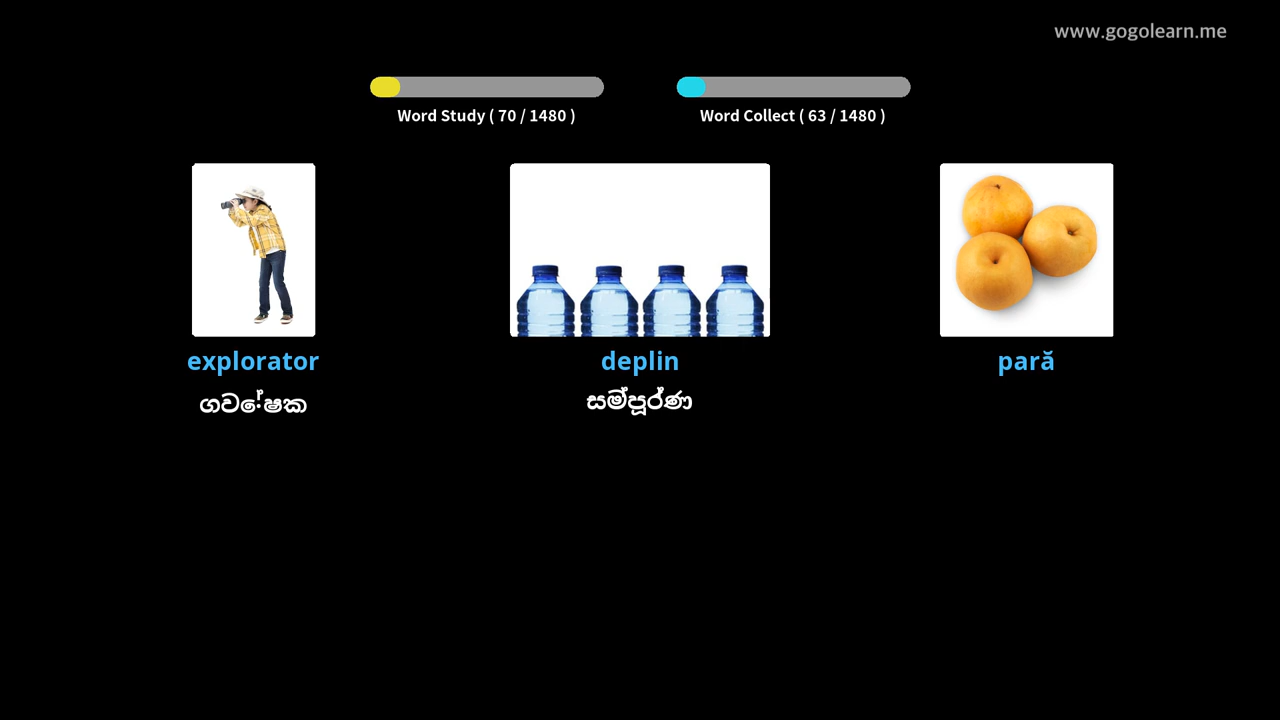 www.gogolearn.me
Word Study ( 70 / 1480 )
Word Collect ( 63 / 1480 )
explorator
deplin
pară
ගවේෂක
සම්පූර්ණ